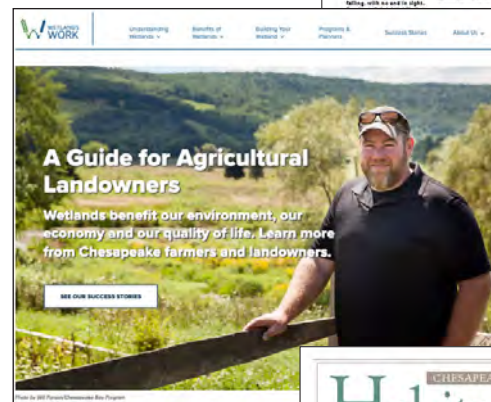 falling, with no end in sight.
WETLANDS
WORK
Understanding
Wetlands
Benefits of
Wetlands
Building Your
Wetland
Programs &
Planners
Success Stories
About Us
A Guide for Agricultural
Landowners
Wetlands benefit our environment, our
economy and our quality of life. Learn more
from Chesapeake farmers and landowners.
SEE OUR SUCCESS STORIES
Photo by Will Parson/Chesapeake Bay Program
CHESAPEA